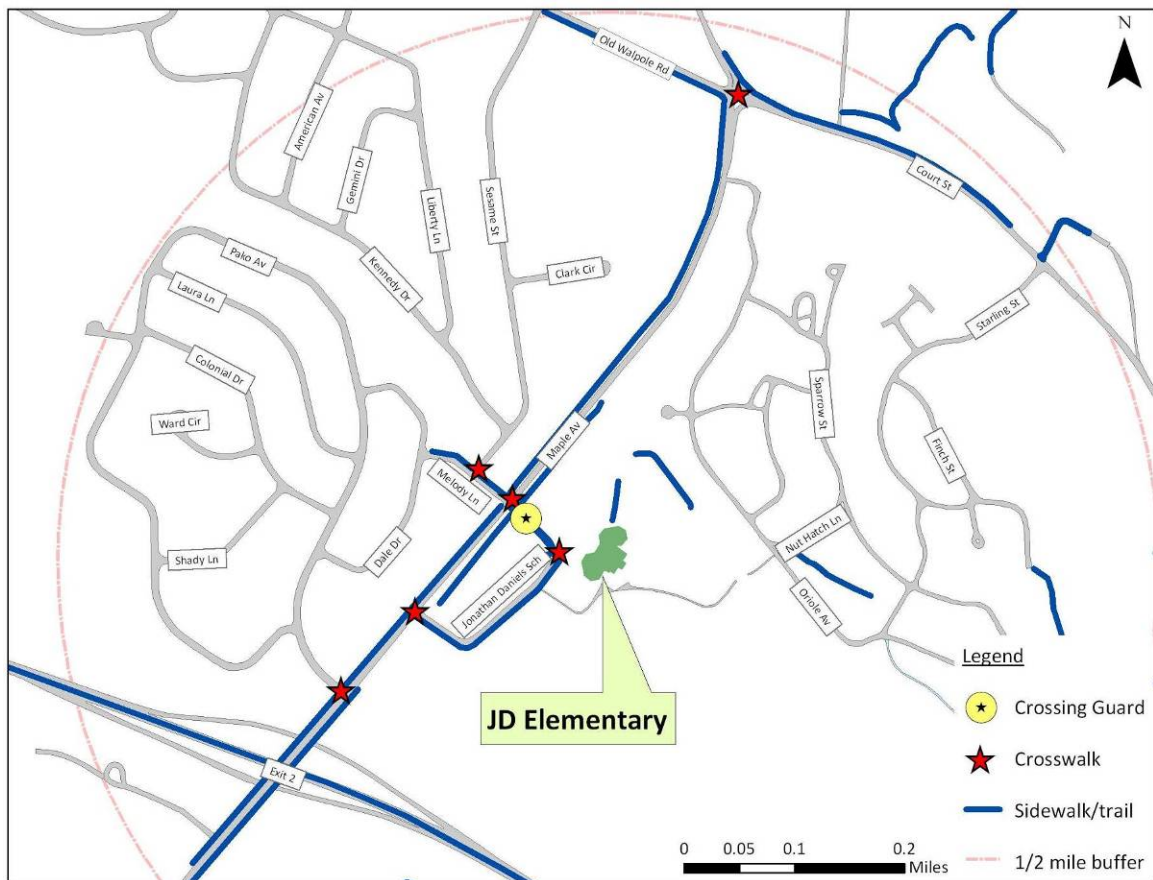 N
Old Walpole Rd
American Av
Gemini Dr
Liberty Ln
Sesame St
Court St
Pako Av
Kennedy Dr
Clark Cir
Laura Ln
Starling St
Colonial Dr
Sparrow St
Ward Cir
Maple Av
Finch St
Melody Ln
Nut Hatch Ln
Shady Ln
Dale Dr
Jonathan Daniels Sch
Oriole Av
JD Elementary
Exit 2
Legend
Crossing Guard
Crosswalk
Sidewalk/trail
1/2 mile buffer
0 0.05 0.1 0.2
Miles